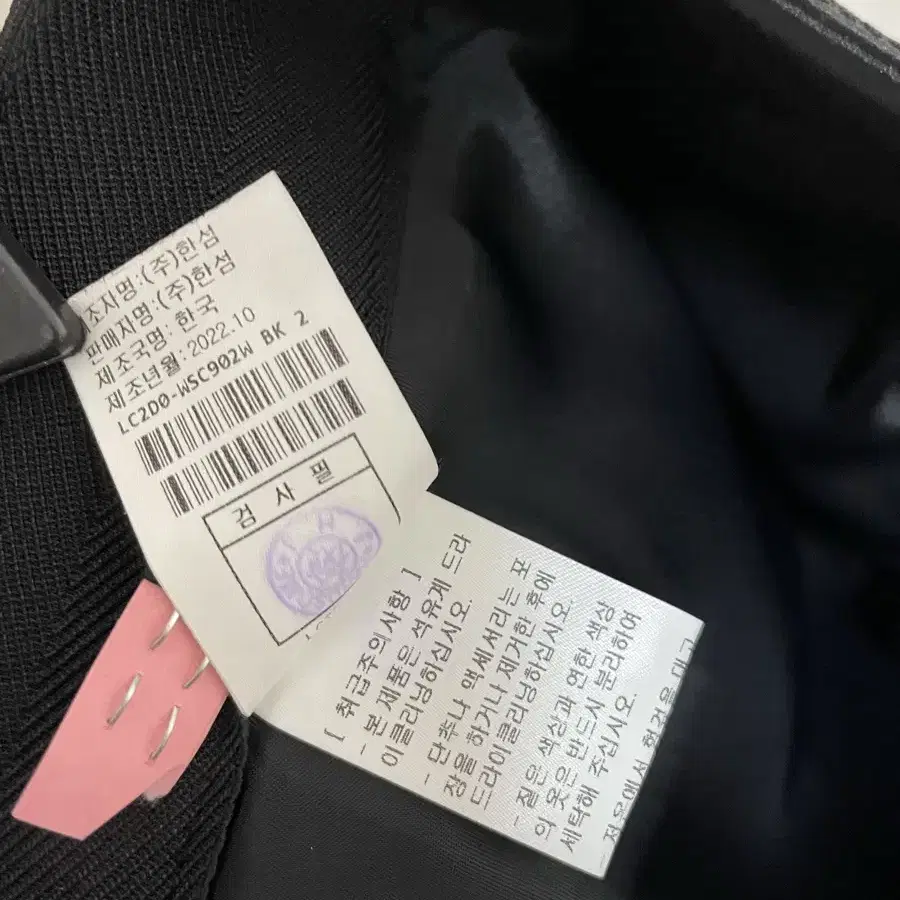 제조자명:(주)한섬
판매자명:(주)한섬
제조국명: 한국
제조년월: 2022.10
LC2D0-WSC902W BK 2
검 사 필
[ 취급주의사항 ]
- 본 제품은 석유계 드라
이클리닝하십시오.
- 단추나 액세서리는 포
장을 하거나 제거한 후에
드라이클리닝하십시오.
- 짙은 색상과 연한 색상
의 옷은 반드시 분리하여
세탁해 주십시오.